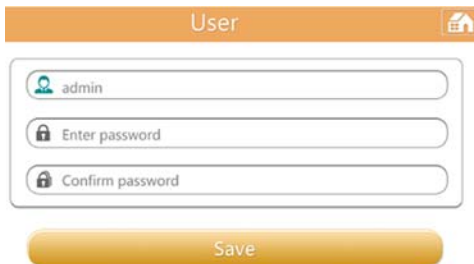 User
admin
Enter password
Confirm password
Save